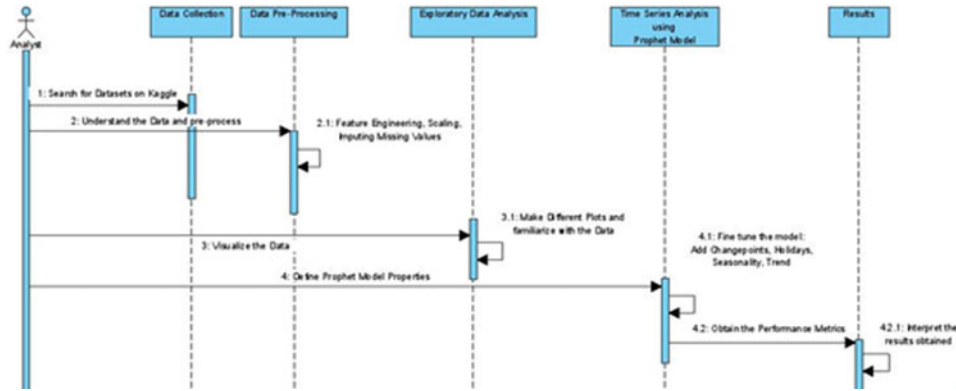 Data Collection
Data Pre-Processing
Exploratory Data Analysis
Time Series Analysis
using
Prophet Model
Results
Analyst
1: Search for Datasets on Kaggle
2: Understand the Data and pre-process
2.1: Feature Engineering, Scaling,
Imputing Missing Values
3: Visualize the Data
3.1: Make Different Plots and
familiarize with the Data
4: Define Prophet Model Properties
4.1: Fine tune the model:
Add Changepoints, Holidays,
Seasonality, Trend
4.2: Obtain the Performance Metrics
4.2.1: Interpret the
results obtained